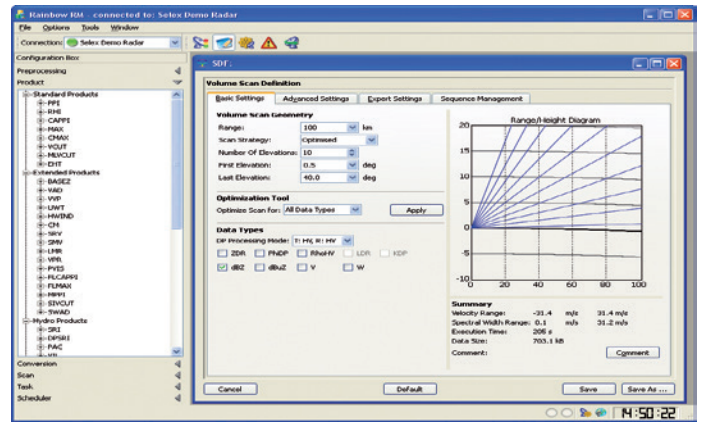 Rainbow RM - connected to: Selex Demo Radar
File Options Tools Window
Connection: Selex Demo Radar
Configuration Box
Preprocessing
Product
Standard Products
PPI
RHI
CAPPI
MAX
CMAX
VCUT
MLVCUT
EHT
Extended Products
BASEZ
VAD
VVP
UWT
HWIND
CM
SRV
SMV
LMR
VPR
PVIS
PLCAPPI
FLMAX
MPPI
SIVCUT
SWAD
Hydro Products
SRI
DPSRI
PAC
VIL
Conversion
Scan
Task
Scheduler
SDF:
Volume Scan Definition
Basic Settings Advanced Settings Expert Settings Sequence Management
Volume Scan Geometry
Range: 100 km
Scan Strategy: Optimised
Number Of Elevations: 10
First Elevation: 0.5 deg
Last Elevation: 40.0 deg
Optimization Tool
Optimize Scan for: All Data Types Apply
Data Types
DP Processing Mode: T: HV, R: HV
ZDR PhiDP RhoHV LDR KDP
dBZ dBuZ V W
Range/Height Diagram
20
15
10
5
0
-5
-10
0 20 40 60 80 100
Summary
Velocity Range: -31.4 m/s 31.4 m/s
Spectral Width Range: 0.1 m/s 31.2 m/s
Execution Time: 205 s
Data Size: 703.1 kB
Comment: Comment
Cancel Default Save Save As ...
14:50:22